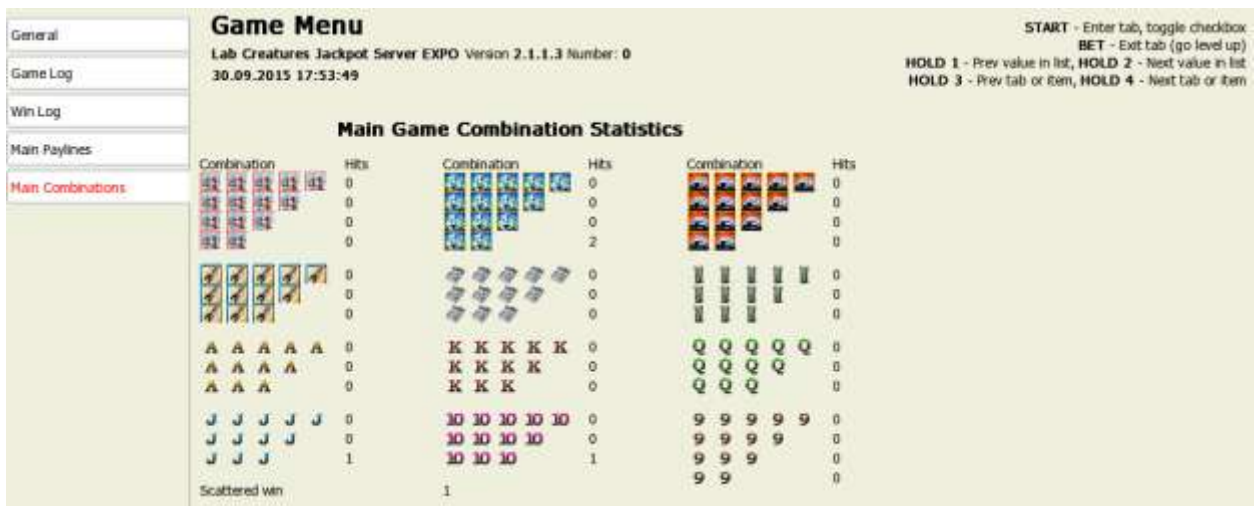 General
Game Log
Win Log
Main Paylines
Main Combinations
Game Menu
Lab Creatures Jackpot Server EXPO Version 2.1.1.3 Number: 0
30.09.2015 17:53:49
START - Enter tab, toggle checkbox
BET - Exit tab (go level up)
HOLD 1 - Prev value in list, HOLD 2 - Next value in list
HOLD 3 - Prev tab or item, HOLD 4 - Next tab or item
Main Game Combination Statistics
Combination Hits Combination Hits Combination Hits
0 0 0
0 0 0
0 0 0
0 2 0
0 0 0
0 0 0
0 0 0
A A A A A 0 K K K K K 0 Q Q Q Q Q 0
A A A A 0 K K K K 0 Q Q Q Q 0
A A A 0 K K K 0 Q Q Q 0
J J J J J 0 10 10 10 10 10 0 9 9 9 9 9 0
J J J J 0 10 10 10 10 0 9 9 9 9 0
J J J 1 10 10 10 1 9 9 9 0
9 9 0
Scattered win 1